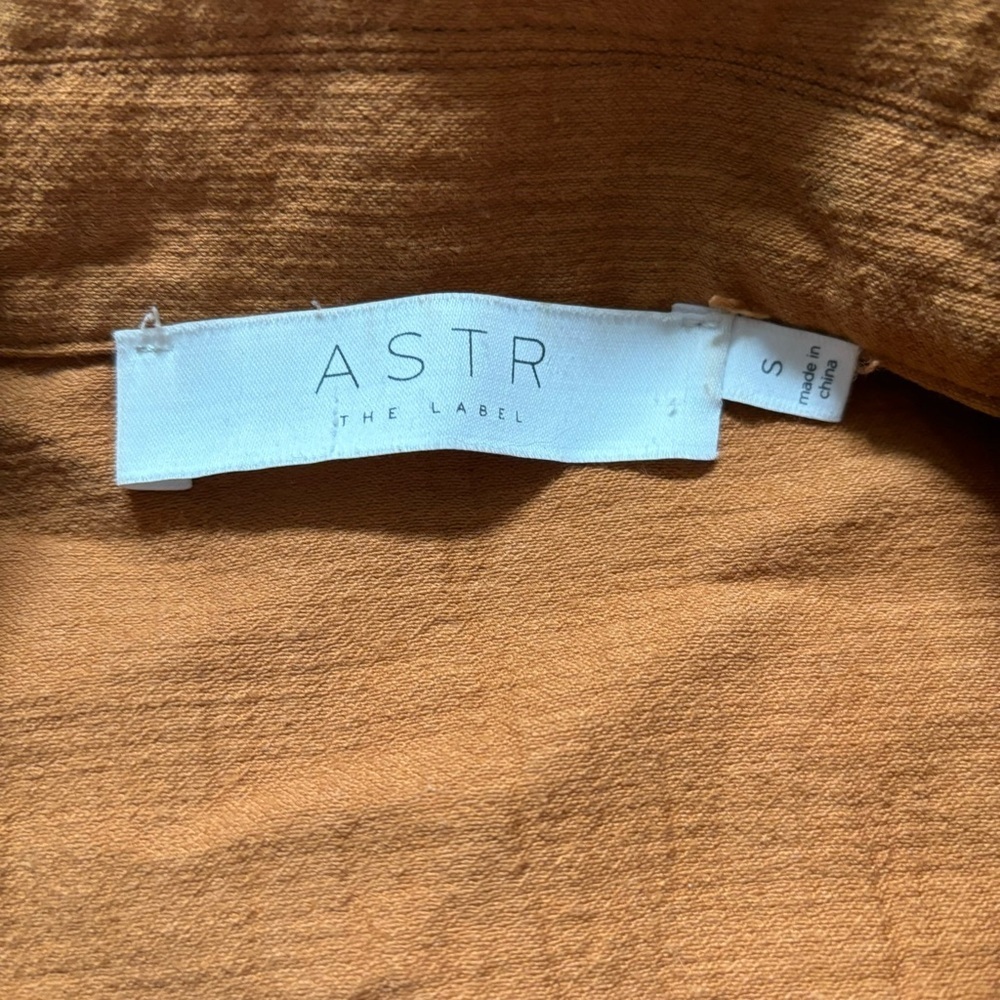 ASTR
THE LABEL
S
made in
china